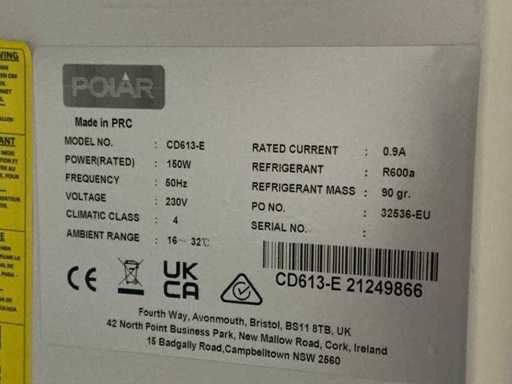 POLAR
Made in PRC
MODEL NO. : CD613-E
POWER(RATED) : 150W
FREQUENCY : 50Hz
VOLTAGE : 230V
CLIMATIC CLASS : 4
AMBIENT RANGE : 16～32℃
RATED CURRENT : 0.9A
REFRIGERANT : R600a
REFRIGERANT MASS : 90 gr.
PO NO. : 32536-EU
SERIAL NO. :
CD613-E 21249866
CE
UK
CA
Fourth Way, Avonmouth, Bristol, BS11 8TB, UK
42 North Point Business Park, New Mallow Road, Cork, Ireland
15 Badgally Road,Campbelltown NSW 2560